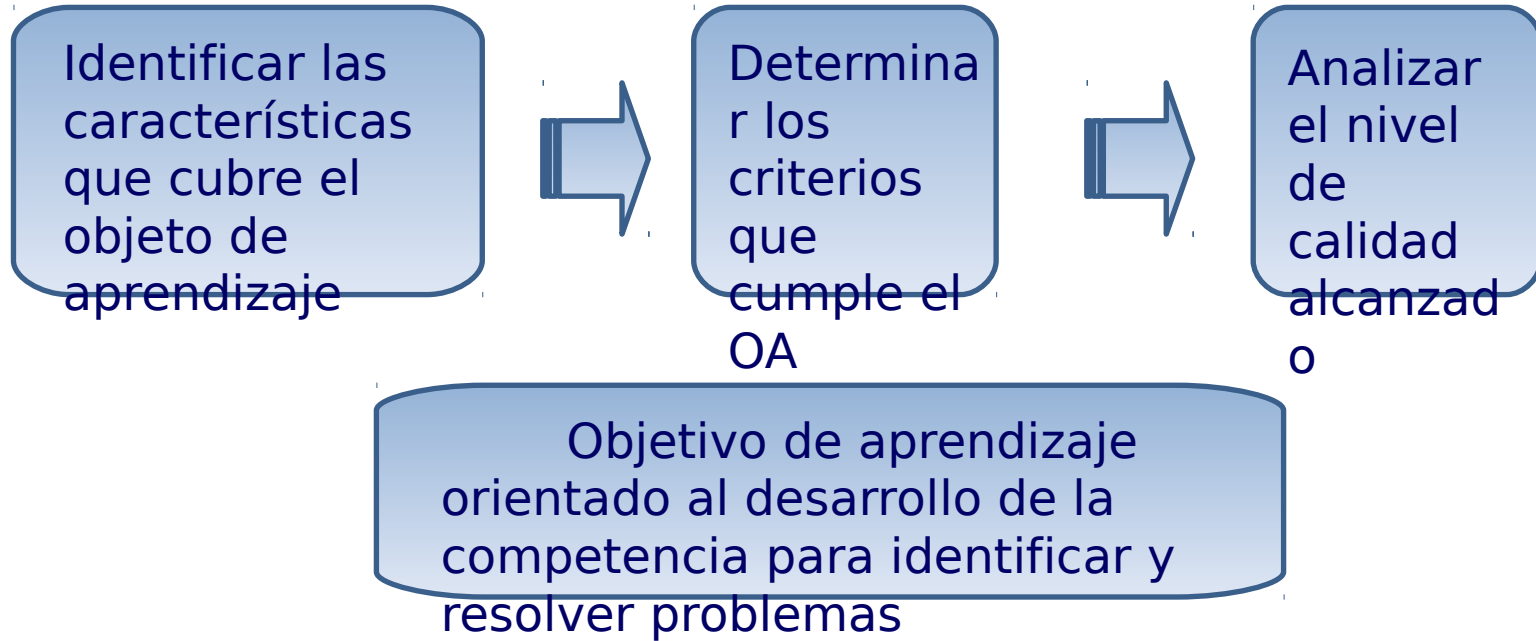 Identificar las
características
que cubre el
objeto de
aprendizaje
Determina
r los
criterios
que
cumple el
OA
Analizar
el nivel
de
calidad
alcanzad
o
Objetivo de aprendizaje
orientado al desarrollo de la
competencia para identificar y
resolver problemas